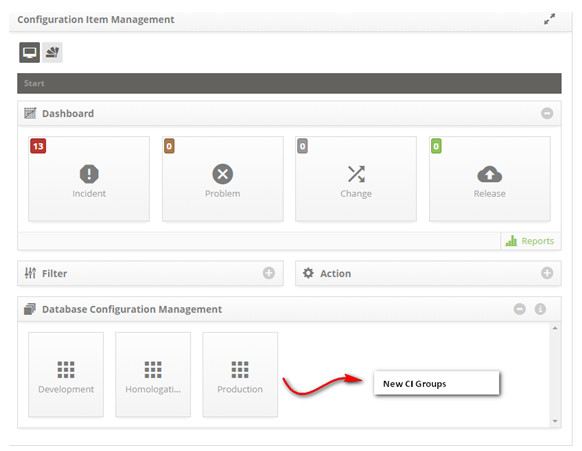 Configuration Item Management
Start
Dashboard
13
0
0
0
Incident
Problem
Change
Release
Reports
Filter
Action
Database Configuration Management
Development
Homologati...
Production
New CI Groups